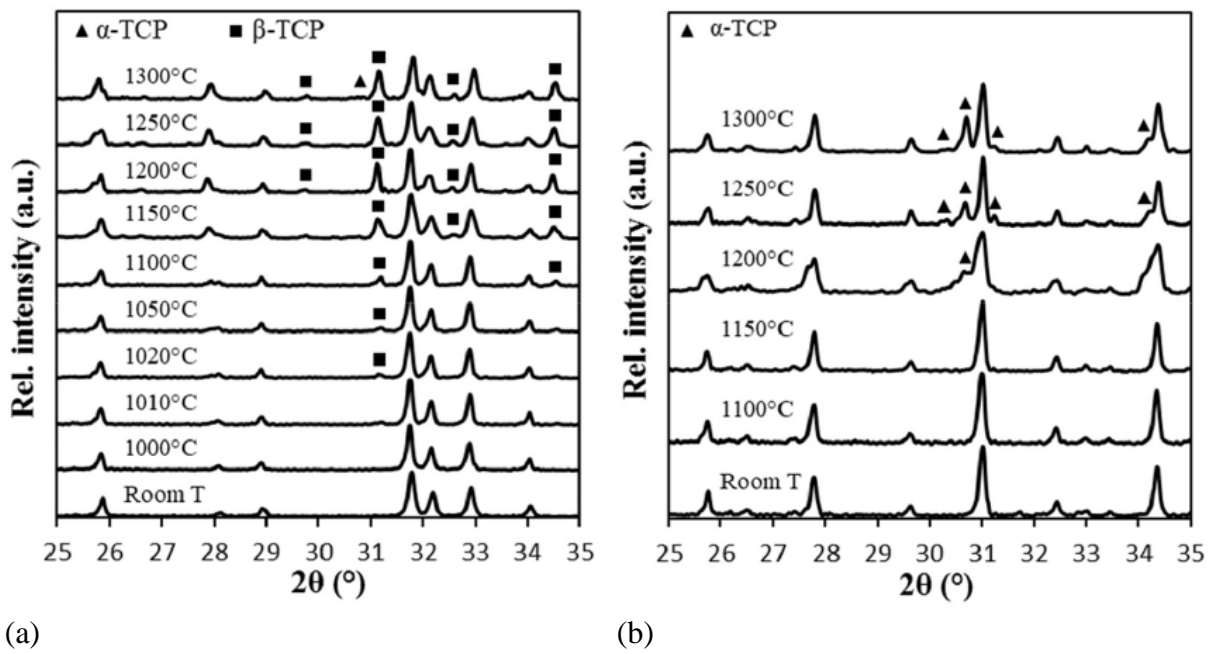 ▲ α-TCP ■ β-TCP
1300°C
1250°C
1200°C
1150°C
1100°C
1050°C
1020°C
1010°C
1000°C
Room T
Rel. intensity (a.u.)
25 26 27 28 29 30 31 32 33 34 35
2θ (°)
(a)
▲ α-TCP
1300°C
1250°C
1200°C
1150°C
1100°C
Room T
Rel. intensity (a.u.)
25 26 27 28 29 30 31 32 33 34 35
2θ (°)
(b)